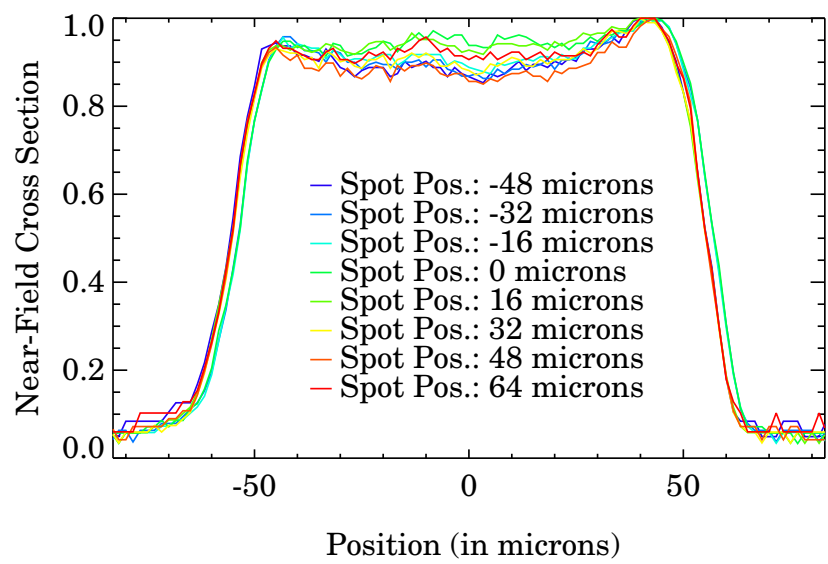 1.0
0.8
0.6
0.4
0.2
0.0
Near-Field Cross Section
Spot Pos.: -48 microns
Spot Pos.: -32 microns
Spot Pos.: -16 microns
Spot Pos.: 0 microns
Spot Pos.: 16 microns
Spot Pos.: 32 microns
Spot Pos.: 48 microns
Spot Pos.: 64 microns
-50 0 50
Position (in microns)